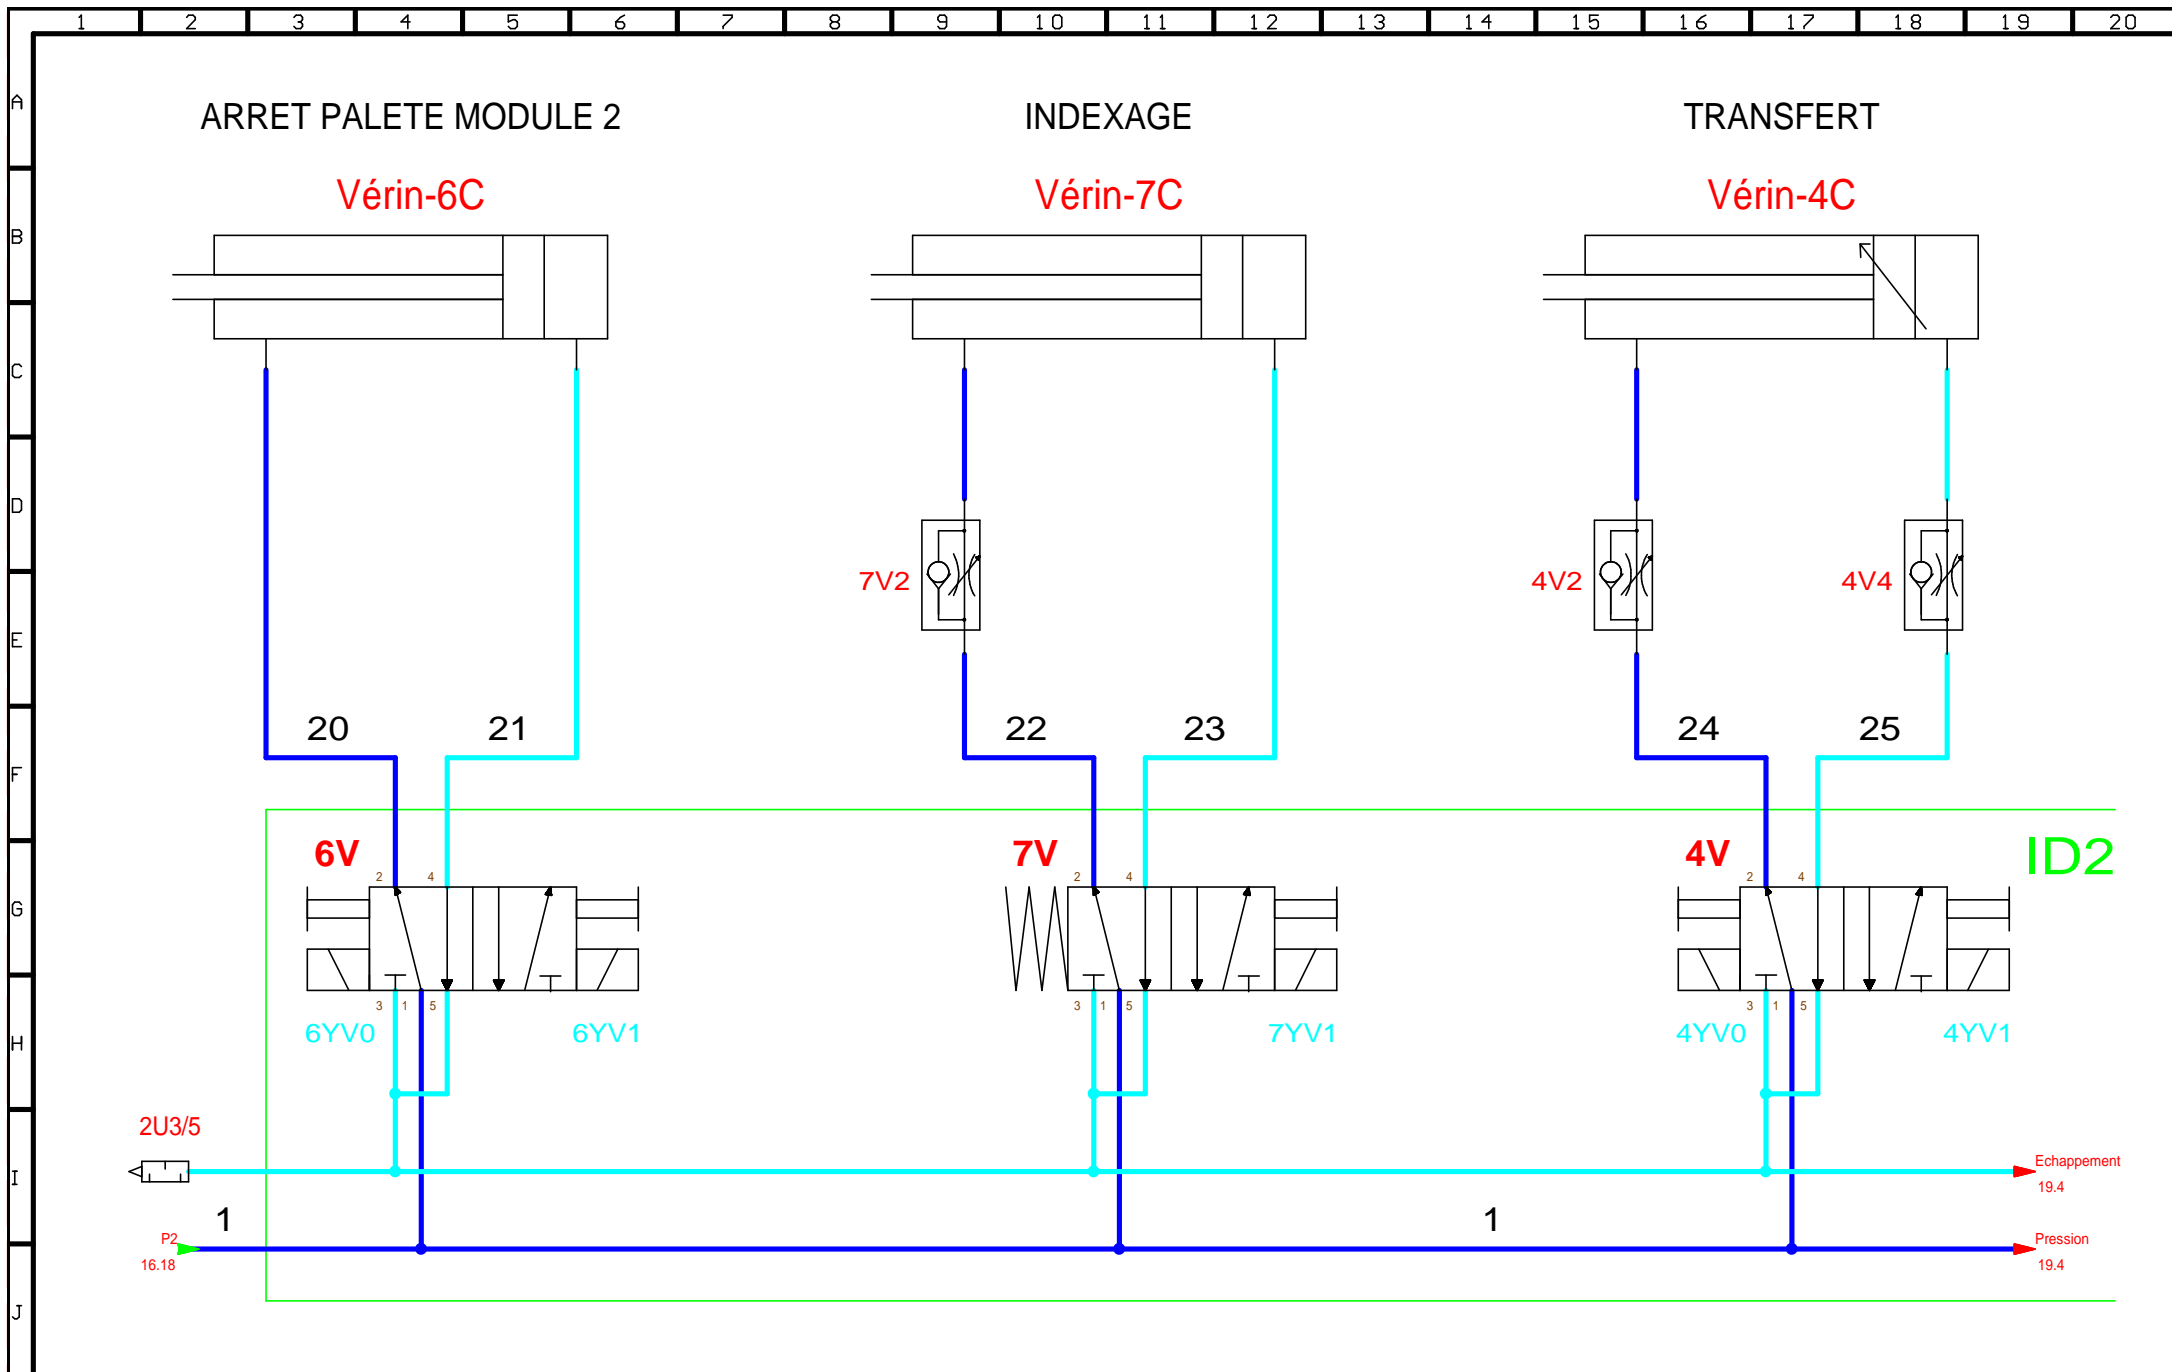 1 2 3 4 5 6 7 8 9 10 11 12 13 14 15 16 17 18 19 20
A
ARRET PALETE MODULE 2 INDEXAGE TRANSFERT
Vérin-6C Vérin-7C Vérin-4C
B
C
D
7V2 4V2 4V4
E
20 21 22 23 24 25
F
6V 7V 4V ID2
2 4 2 4 2 4
G
3 1 5 3 1 5 3 1 5
6YV0 6YV1 7YV1 4YV0 4YV1
H
2U3/5
Echappement
I
19.4
1 1
P2 Pression
16.18 19.4
J